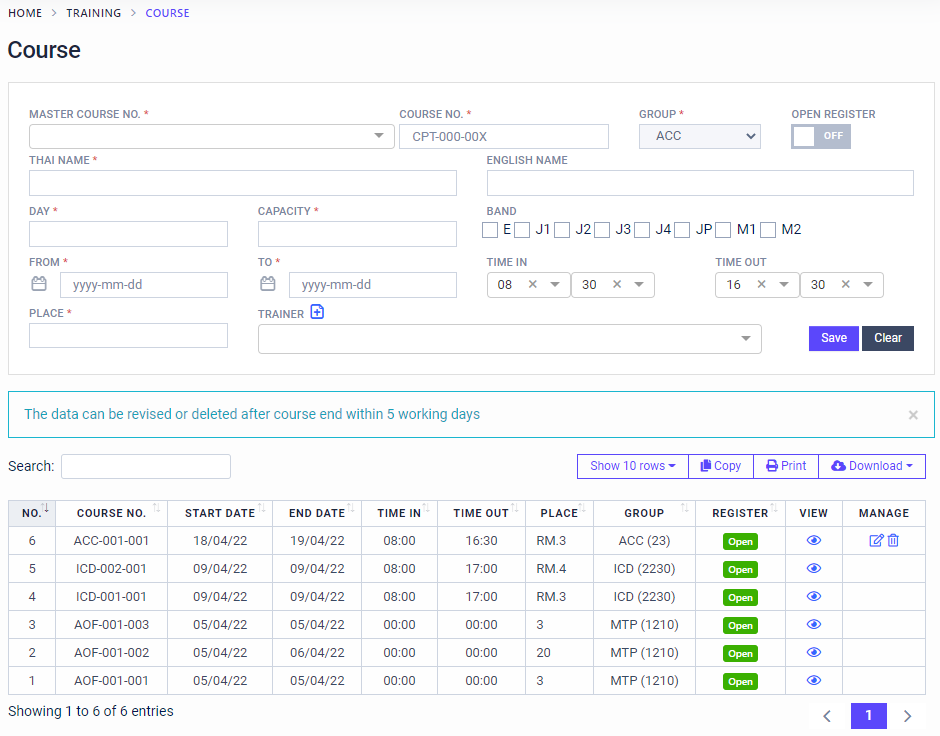 HOME > TRAINING > COURSE
Course
MASTER COURSE NO. * COURSE NO. * GROUP * OPEN REGISTER
CPT-000-00X ACC OFF
THAI NAME * ENGLISH NAME
DAY * CAPACITY * BAND
E J1 J2 J3 J4 JP M1 M2
FROM * TO * TIME IN TIME OUT
yyyy-mm-dd yyyy-mm-dd 08 × 30 × 16 × 30 ×
PLACE * TRAINER
Save Clear
The data can be revised or deleted after course end within 5 working days ×
Search: Show 10 rows Copy Print Download
NO. COURSE NO. START DATE END DATE TIME IN TIME OUT PLACE GROUP REGISTER VIEW MANAGE
6 ACC-001-001 18/04/22 19/04/22 08:00 16:30 RM.3 ACC (23) Open
5 ICD-002-001 09/04/22 09/04/22 08:00 17:00 RM.4 ICD (2230) Open
4 ICD-001-001 09/04/22 09/04/22 08:00 17:00 RM.3 ICD (2230) Open
3 AOF-001-003 05/04/22 05/04/22 00:00 00:00 3 MTP (1210) Open
2 AOF-001-002 05/04/22 06/04/22 00:00 00:00 20 MTP (1210) Open
1 AOF-001-001 05/04/22 05/04/22 00:00 00:00 3 MTP (1210) Open
Showing 1 to 6 of 6 entries
1